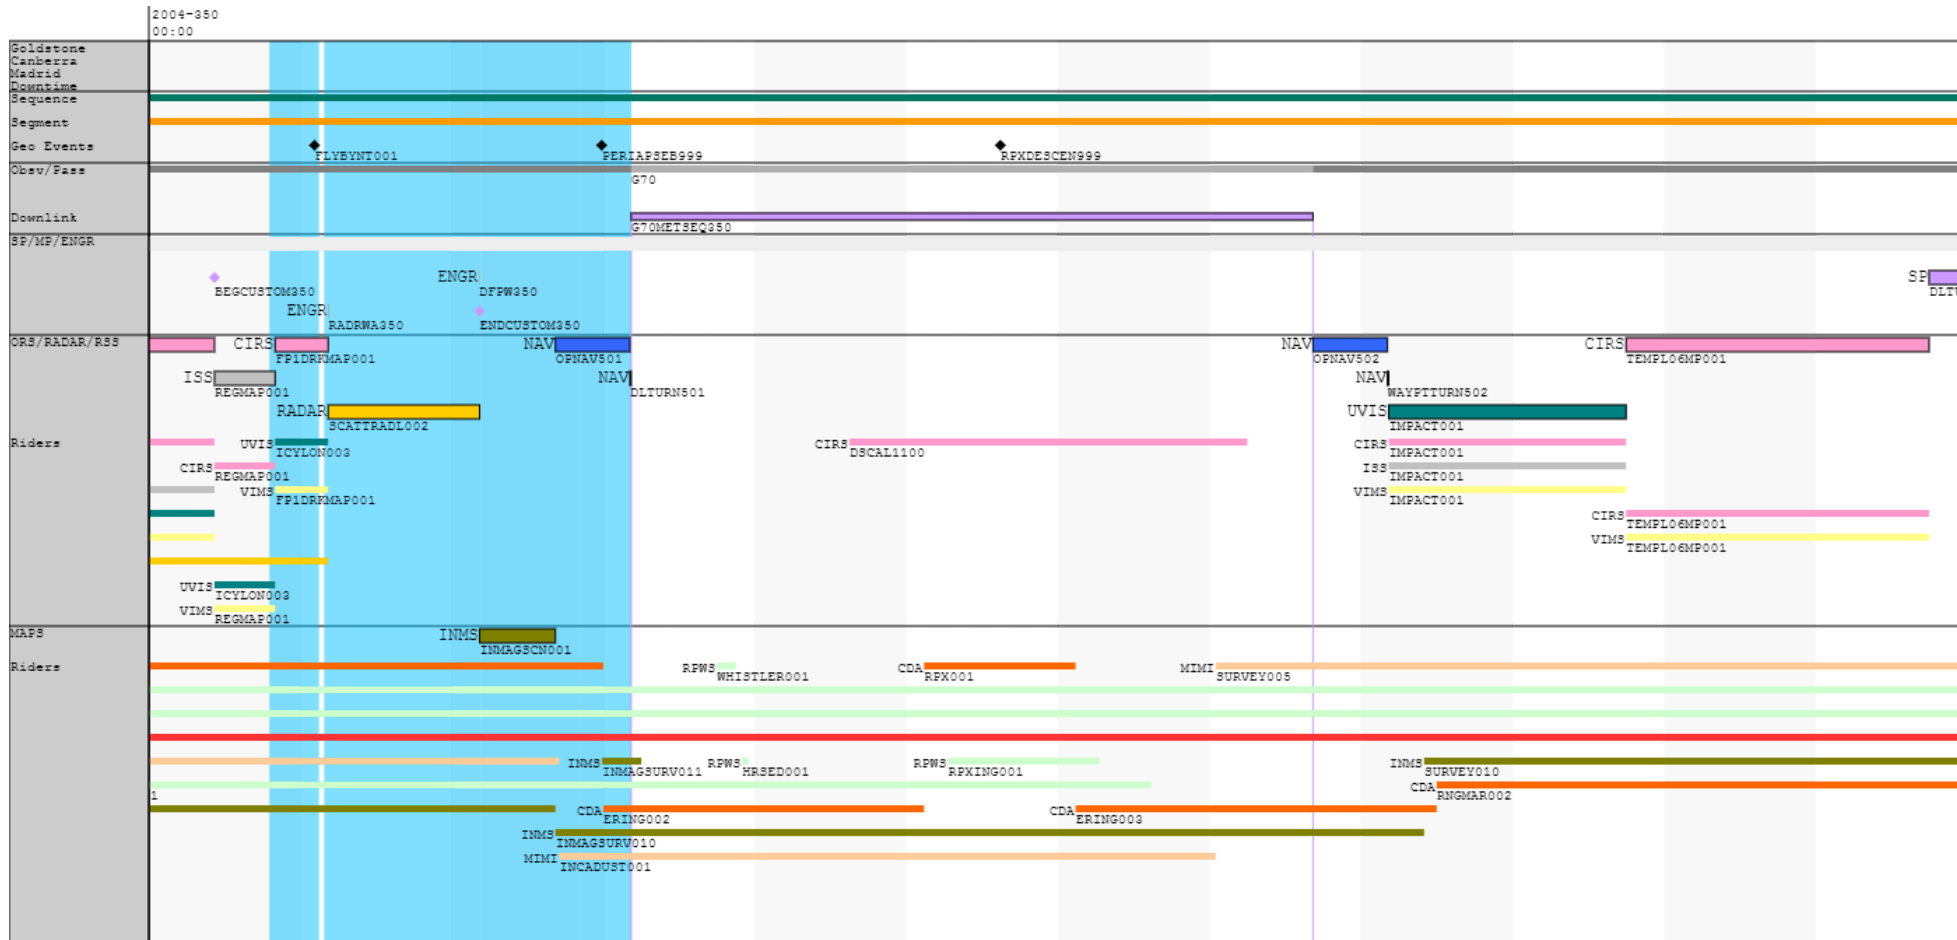 2004-350
00:00
Goldstone
Canberra
Madrid
Downtime
Sequence
Segment
Geo Events
FLYBYNT001
PERIAPSEB999
RPXDESCEN999
Obsv/Pass
G70
Downlink
G70METSEQ350
SP/MP/ENGR
BEGCUSTOM350
ENGR
DFPW350
SP
DLTU
ENGR
RADRWA350
ENDCUSTOM350
ORS/RADAR/RSS
CIRS
FP1DRKMAP001
NAV
OPNAV501
NAV
OPNAV502
CIRS
TEMPL06MP001
ISS
REGMAP001
NAV
DLTURN501
NAV
WAYPTTURN502
RADAR
SCATTRADL002
UVIS
IMPACT001
Riders
UVIS
ICYLON003
CIRS
DSCAL1100
CIRS
IMPACT001
CIRS
REGMAP001
ISS
IMPACT001
VIMS
FP1DRKMAP001
VIMS
IMPACT001
CIRS
TEMPL06MP001
VIMS
TEMPL06MP001
UVIS
ICYLON003
VIMS
REGMAP001
MAPS
INMS
INMAGSCN001
Riders
RPWS
WHISTLER001
CDA
RPX001
MIMI
SURVEY005
INMS
INMAGSURV011
RPWS
HRSED001
RPWS
RPXING001
INMS
SURVEY010
CDA
RNGMAR002
1
CDA
ERING002
CDA
ERING003
INMS
INMAGSURV010
MIMI
INCADUST001